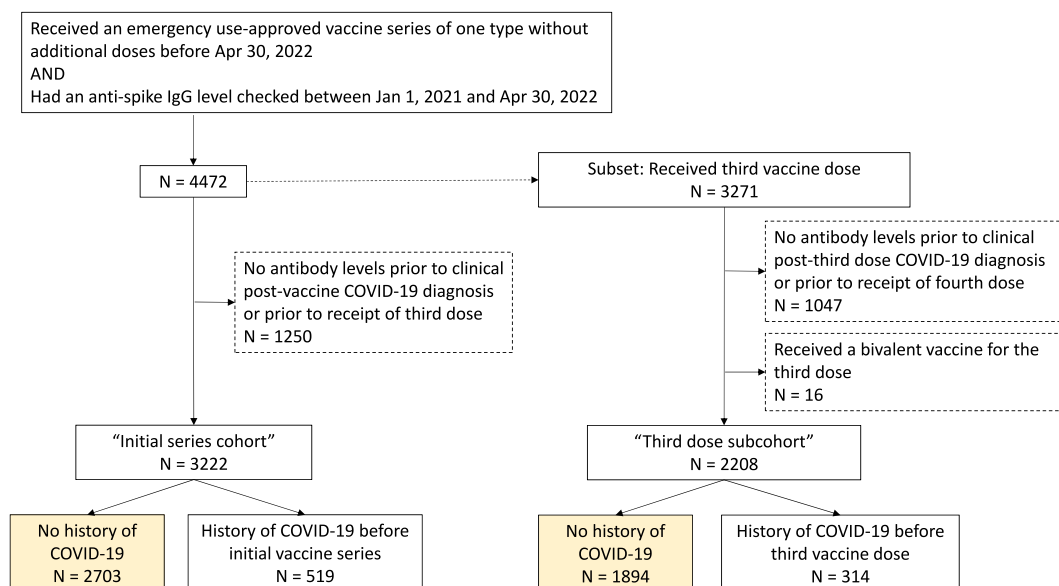 Received an emergency use-approved vaccine series of one type without
additional doses before Apr 30, 2022
AND
Had an anti-spike IgG level checked between Jan 1, 2021 and Apr 30, 2022
N = 4472
Subset: Received third vaccine dose
N = 3271
No antibody levels prior to clinical
post-vaccine COVID-19 diagnosis
or prior to receipt of third dose
N = 1250
No antibody levels prior to clinical
post-third dose COVID-19 diagnosis
or prior to receipt of fourth dose
N = 1047
Received a bivalent vaccine for the
third dose
N = 16
“Initial series cohort”
N = 3222
“Third dose subcohort”
N = 2208
No history of
COVID-19
N = 2703
History of COVID-19 before
initial vaccine series
N = 519
No history of
COVID-19
N = 1894
History of COVID-19 before
third vaccine dose
N = 314